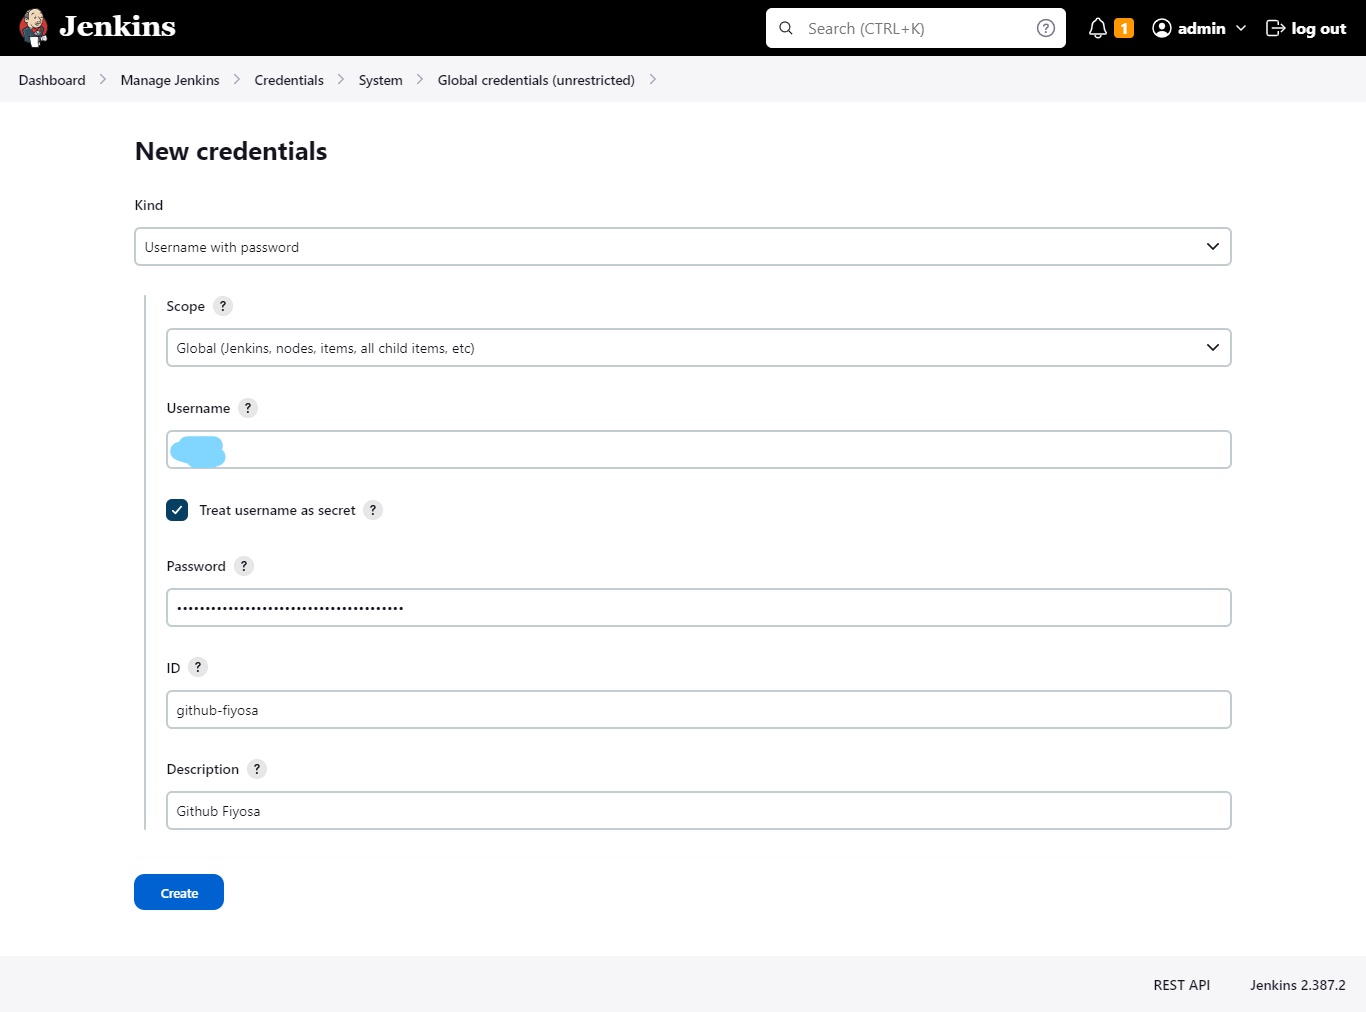 Jenkins
Search (CTRL+K)
?
1
admin
log out
Dashboard
Manage Jenkins
Credentials
System
Global credentials (unrestricted)
New credentials
Kind
Username with password
Scope ?
Global (Jenkins, nodes, items, all child items, etc)
Username ?
Treat username as secret ?
Password ?
ID ?
github-fiyosa
Description ?
Github Fiyosa
Create
REST API
Jenkins 2.387.2